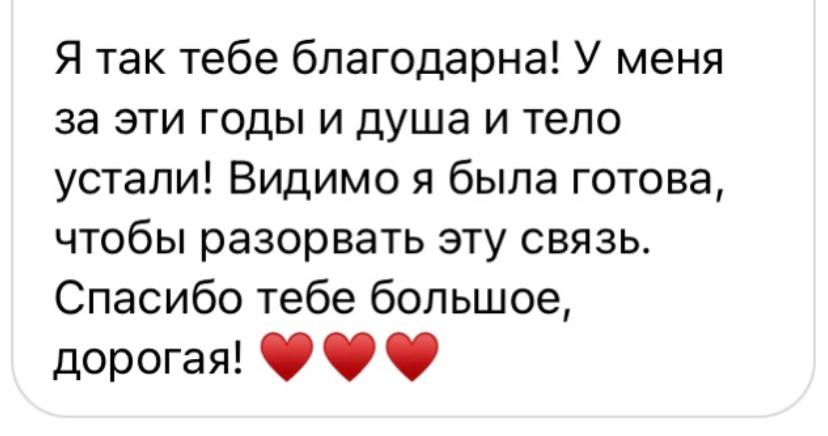 Я так тебе благодарна! У меня
за эти годы и душа и тело
устали! Видимо я была готова,
чтобы разорвать эту связь.
Спасибо тебе большое,
дорогая! ♥️♥️♥️